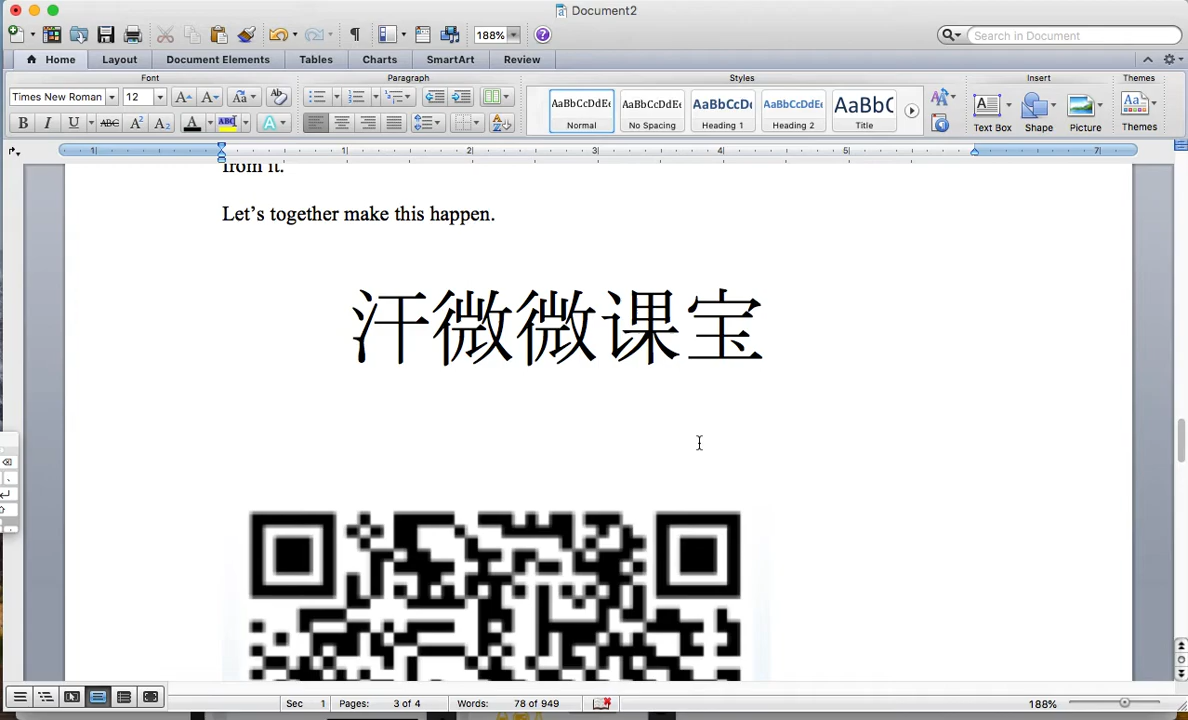 Document2
188%
Search in Document
Home Layout Document Elements Tables Charts SmartArt Review
Font Paragraph Styles Insert Themes
Times New Roman 12
AaBbCcDdEe AaBbCcDdEe AaBbCcDc AaBbCcDdEe AaBbC
Normal No Spacing Heading 1 Heading 2 Title
Text Box Shape Picture Themes
from it.
Let's together make this happen.
汗微微课宝
Sec 1 Pages: 3 of 4 Words: 78 of 949 188%